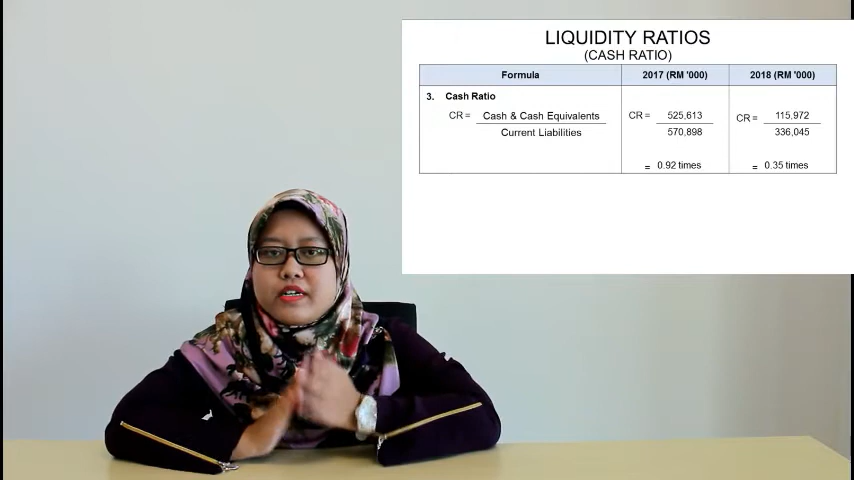 LIQUIDITY RATIOS
(CASH RATIO)
Formula 2017 (RM '000) 2018 (RM '000)
3. Cash Ratio
CR = Cash & Cash Equivalents CR = 525,613 CR = 115,972
Current Liabilities 570,898 336,045
= 0.92 times = 0.35 times